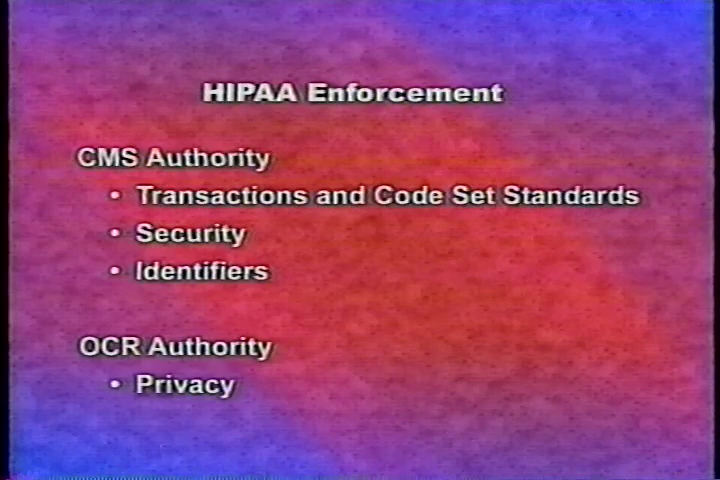 HIPAA Enforcement
CMS Authority
• Transactions and Code Set Standards
• Security
• Identifiers
OCR Authority
• Privacy